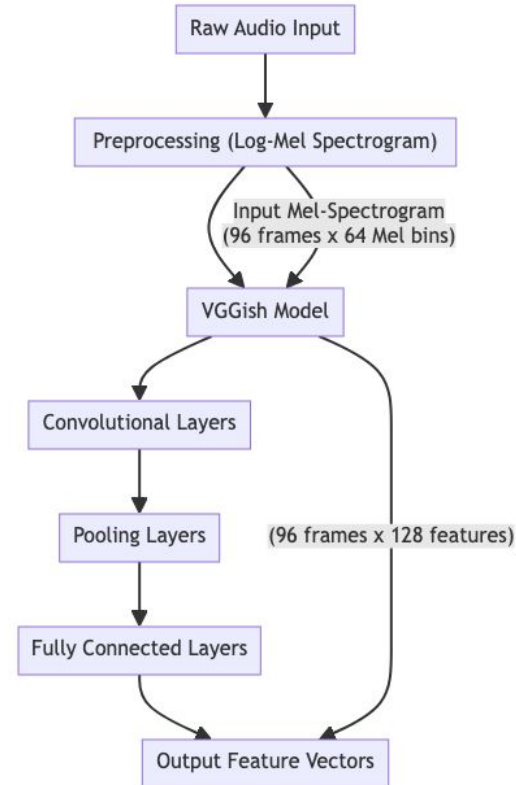 Raw Audio Input
Preprocessing (Log-Mel Spectrogram)
Input Mel-Spectrogram
(96 frames x 64 Mel bins)
VGGish Model
Convolutional Layers
Pooling Layers
(96 frames x 128 features)
Fully Connected Layers
Output Feature Vectors